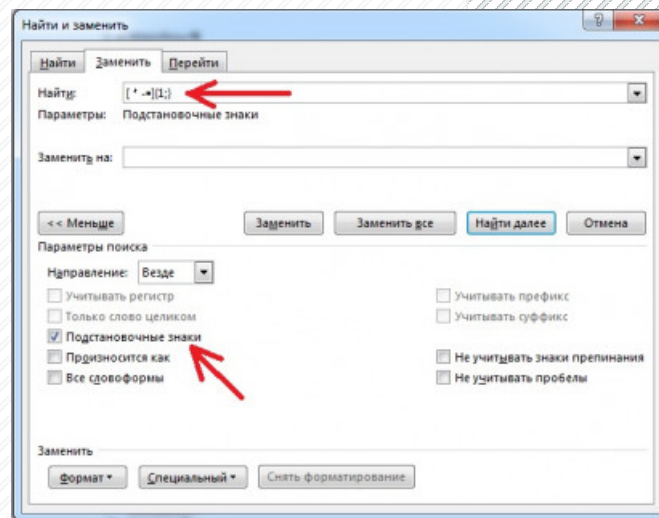 Найти и заменить
Найти Заменить Перейти
Найти: [ * -•]{1;}
Параметры: Подстановочные знаки
Заменить на:
<< Меньше Заменить Заменить все Найти далее Отмена
Параметры поиска
Направление: Везде
Учитывать регистр Учитывать префикс
Только слово целиком Учитывать суффикс
Подстановочные знаки
Произносится как Не учитывать знаки препинания
Все словоформы Не учитывать пробелы
Заменить
Формат Специальный Снять форматирование